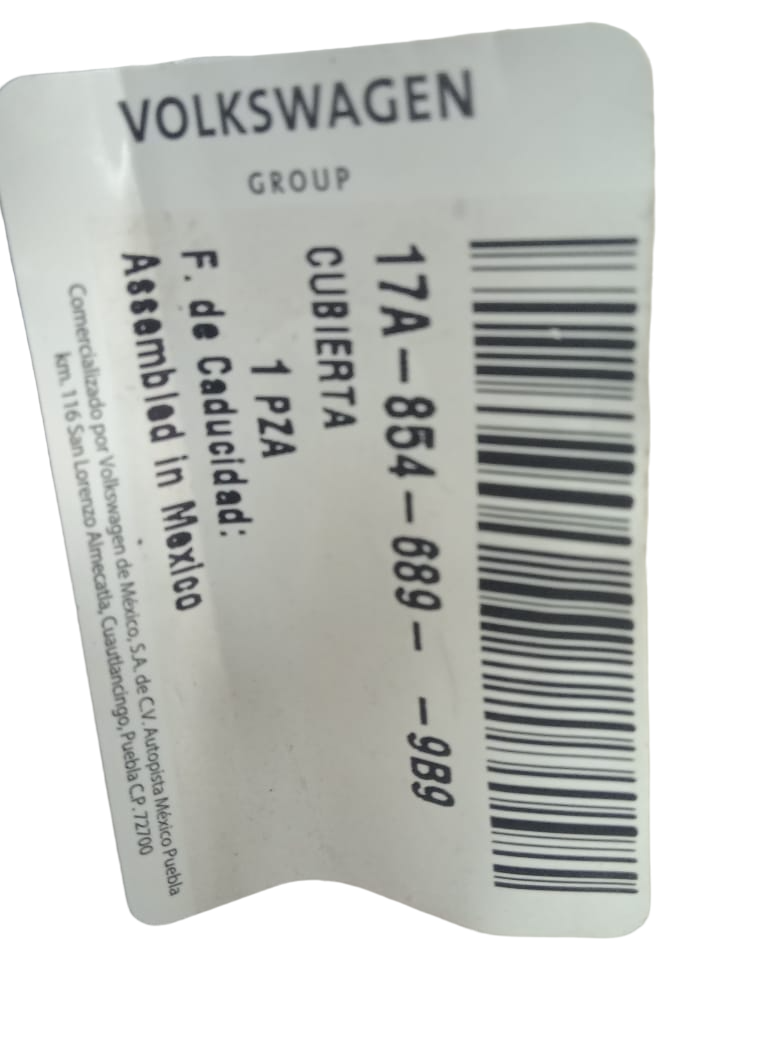 VOLKSWAGEN
GROUP
17A-854-689- -9B9
CUBIERTA
1 PZA
F. de Caducidad:
Assembled in Mexico
Comercializado por Volkswagen de México, S.A. de C.V. Autopista México Puebla
km. 116 San Lorenzo Almecatla, Cuautlancingo, Puebla C.P. 72700